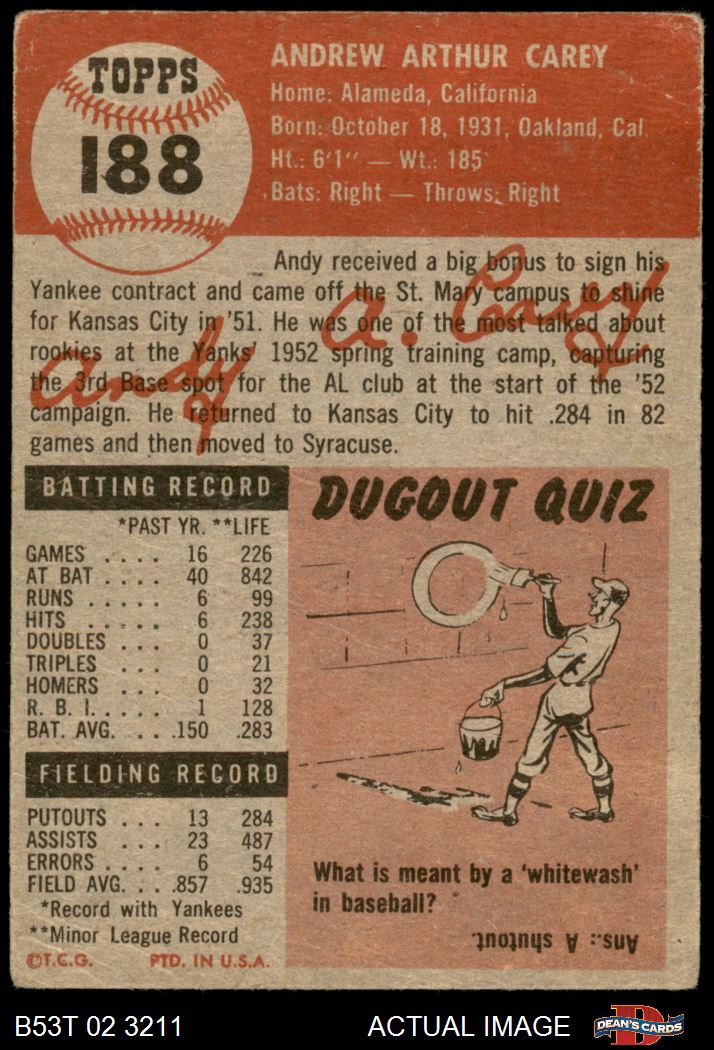 TOPPS
188
ANDREW ARTHUR CAREY
Home: Alameda, California
Born: October 18, 1931, Oakland, Cal.
Ht.: 6'1" — Wt.: 185
Bats: Right — Throws: Right
Andy received a big bonus to sign his
Yankee contract and came off the St. Mary campus to shine
for Kansas City in '51. He was one of the most talked about
rookies at the Yanks' 1952 spring training camp, capturing
the 3rd Base spot for the AL club at the start of the '52
campaign. He returned to Kansas City to hit .284 in 82
games and then moved to Syracuse.
Andy A. Carey
BATTING RECORD
*PAST YR. **LIFE
GAMES .... 16 226
AT BAT .... 40 842
RUNS ..... 6 99
HITS ..... 6 238
DOUBLES ... 0 37
TRIPLES ... 0 21
HOMERS ... 0 32
R. B. I. .... 1 128
BAT. AVG. .. .150 .283
FIELDING RECORD
PUTOUTS ... 13 284
ASSISTS ... 23 487
ERRORS .... 6 54
FIELD AVG. .. .857 .935
*Record with Yankees
**Minor League Record
©T.C.G. PTD. IN U.S.A.
DUGOUT QUIZ
What is meant by a 'whitewash'
in baseball?
Ans.: A shutout.
B53T 02 3211 ACTUAL IMAGE
D
DEAN'S CARDS